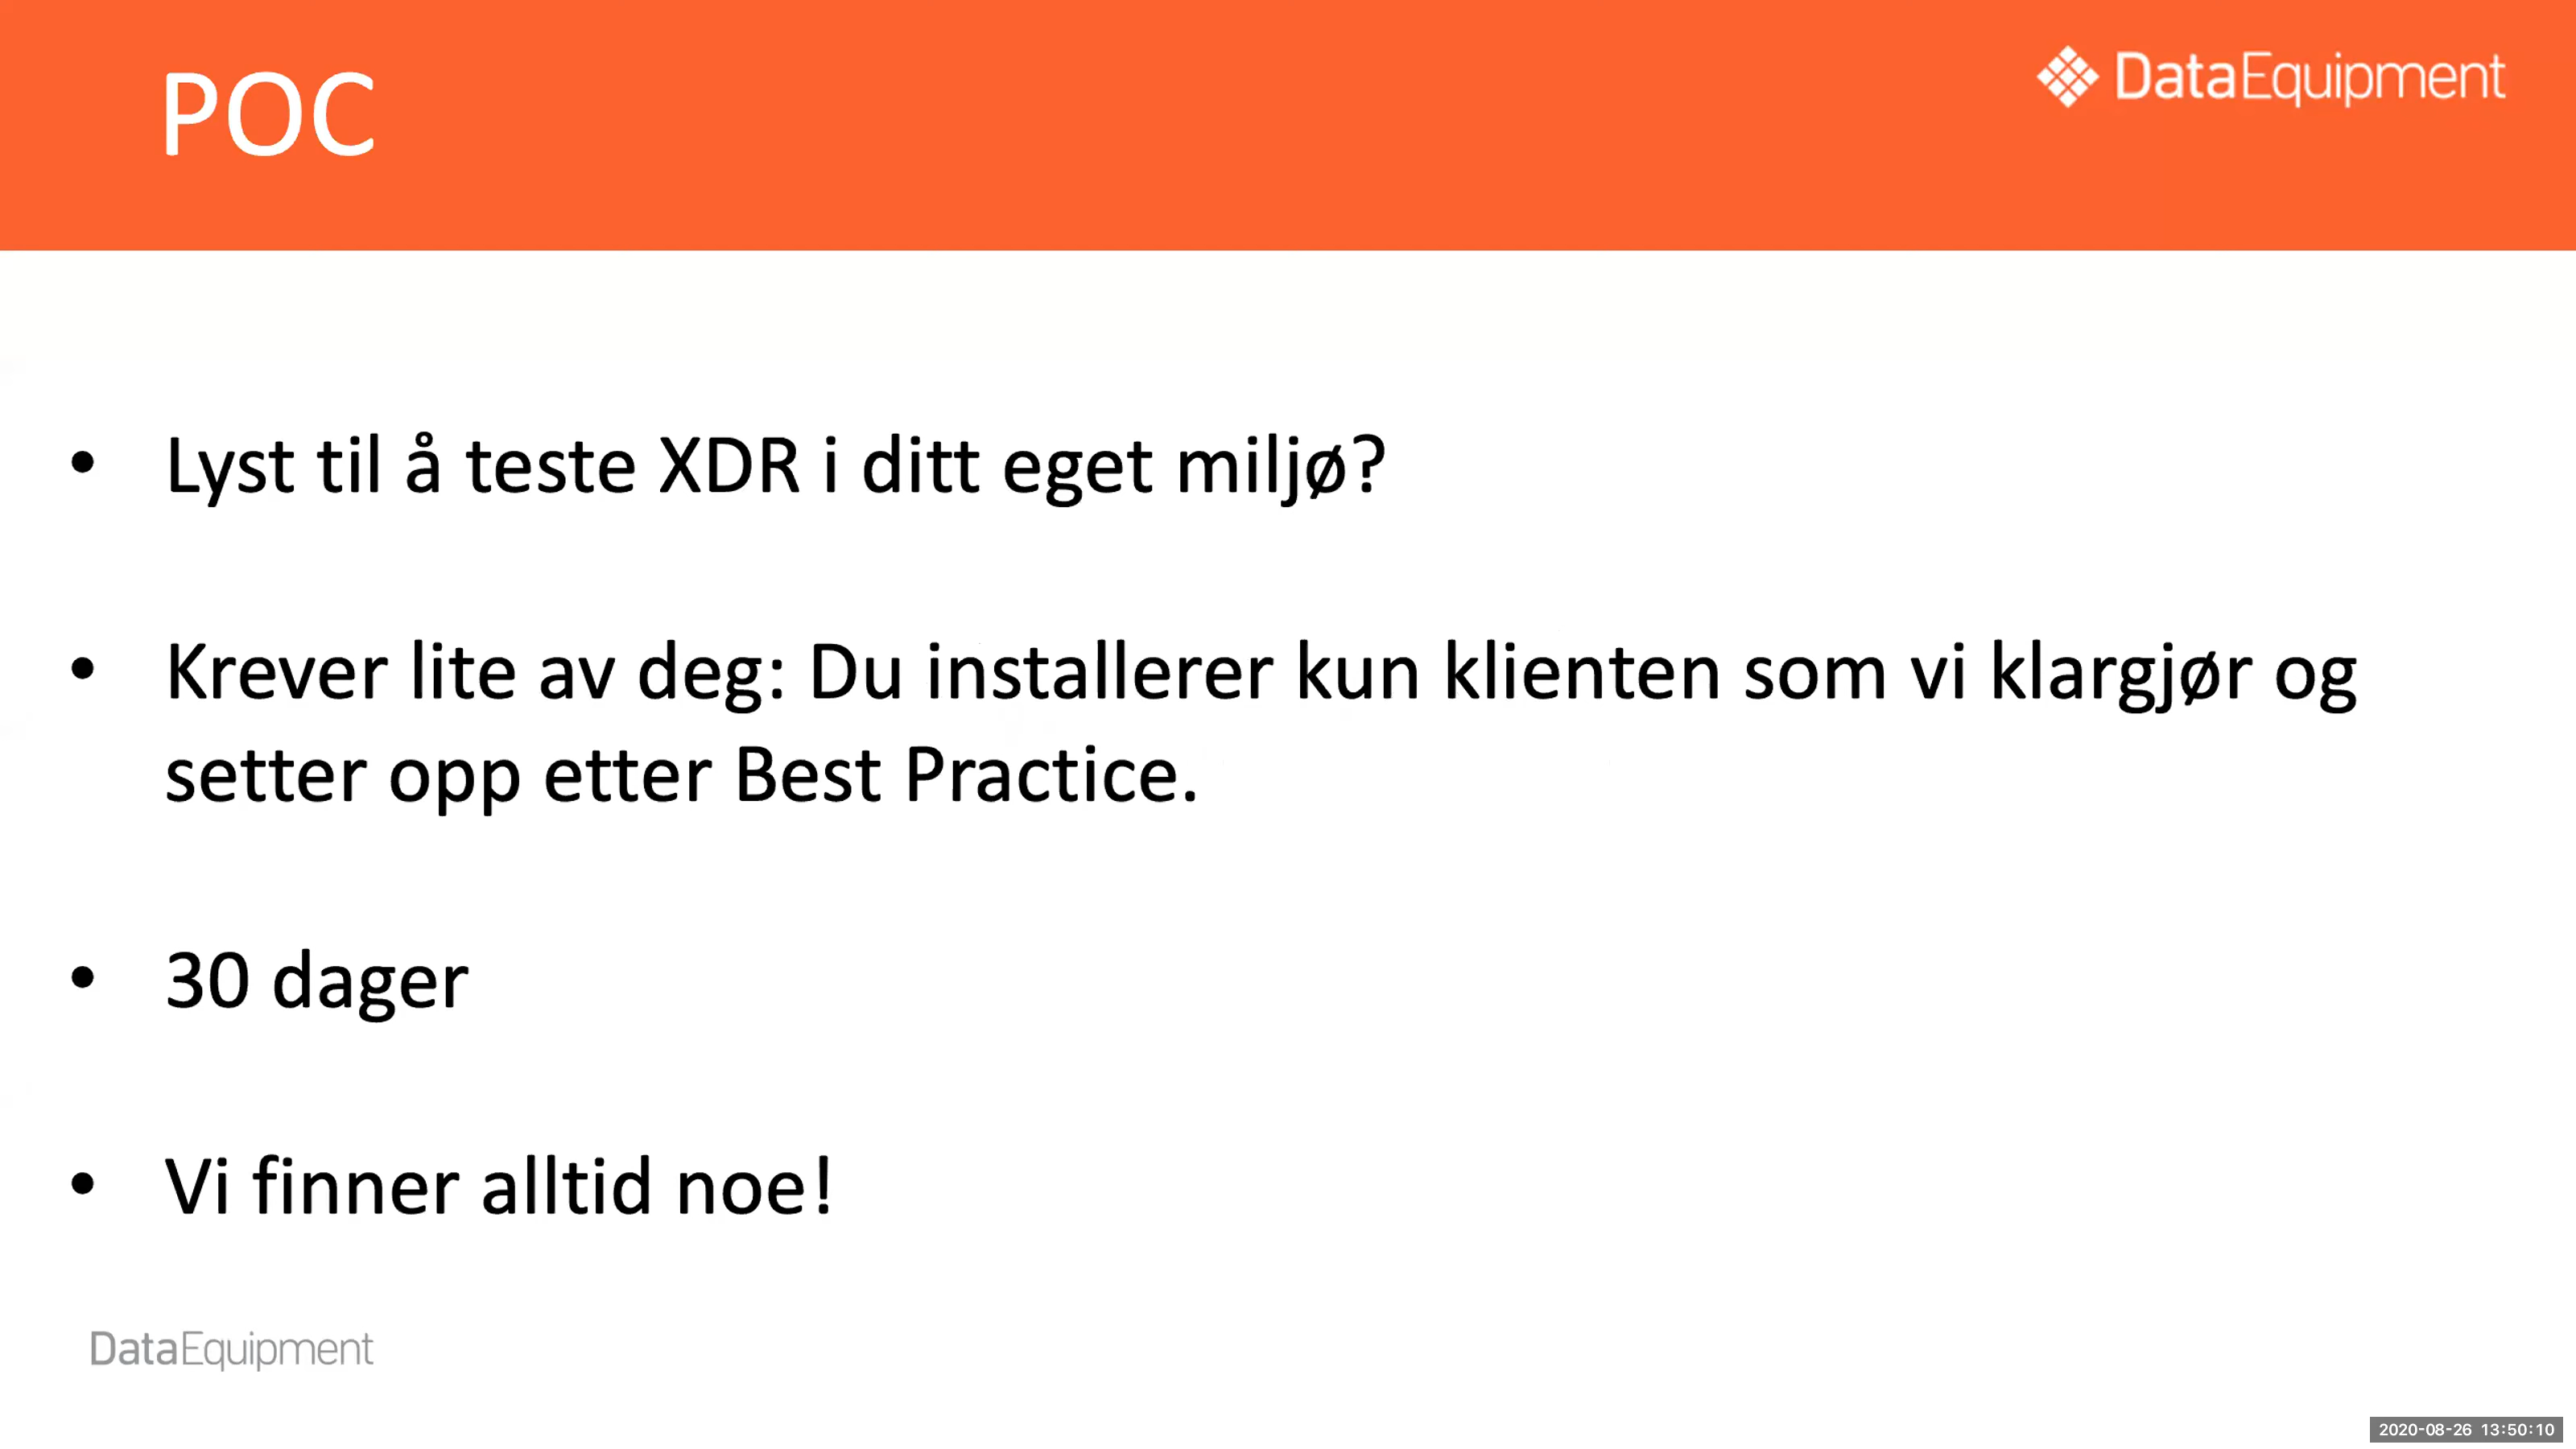 POC
DataEquipment
• Lyst til å teste XDR i ditt eget miljø?
• Krever lite av deg: Du installerer kun klienten som vi klargjør og
setter opp etter Best Practice.
• 30 dager
• Vi finner alltid noe!
DataEquipment
2020-08-26 13:50:10